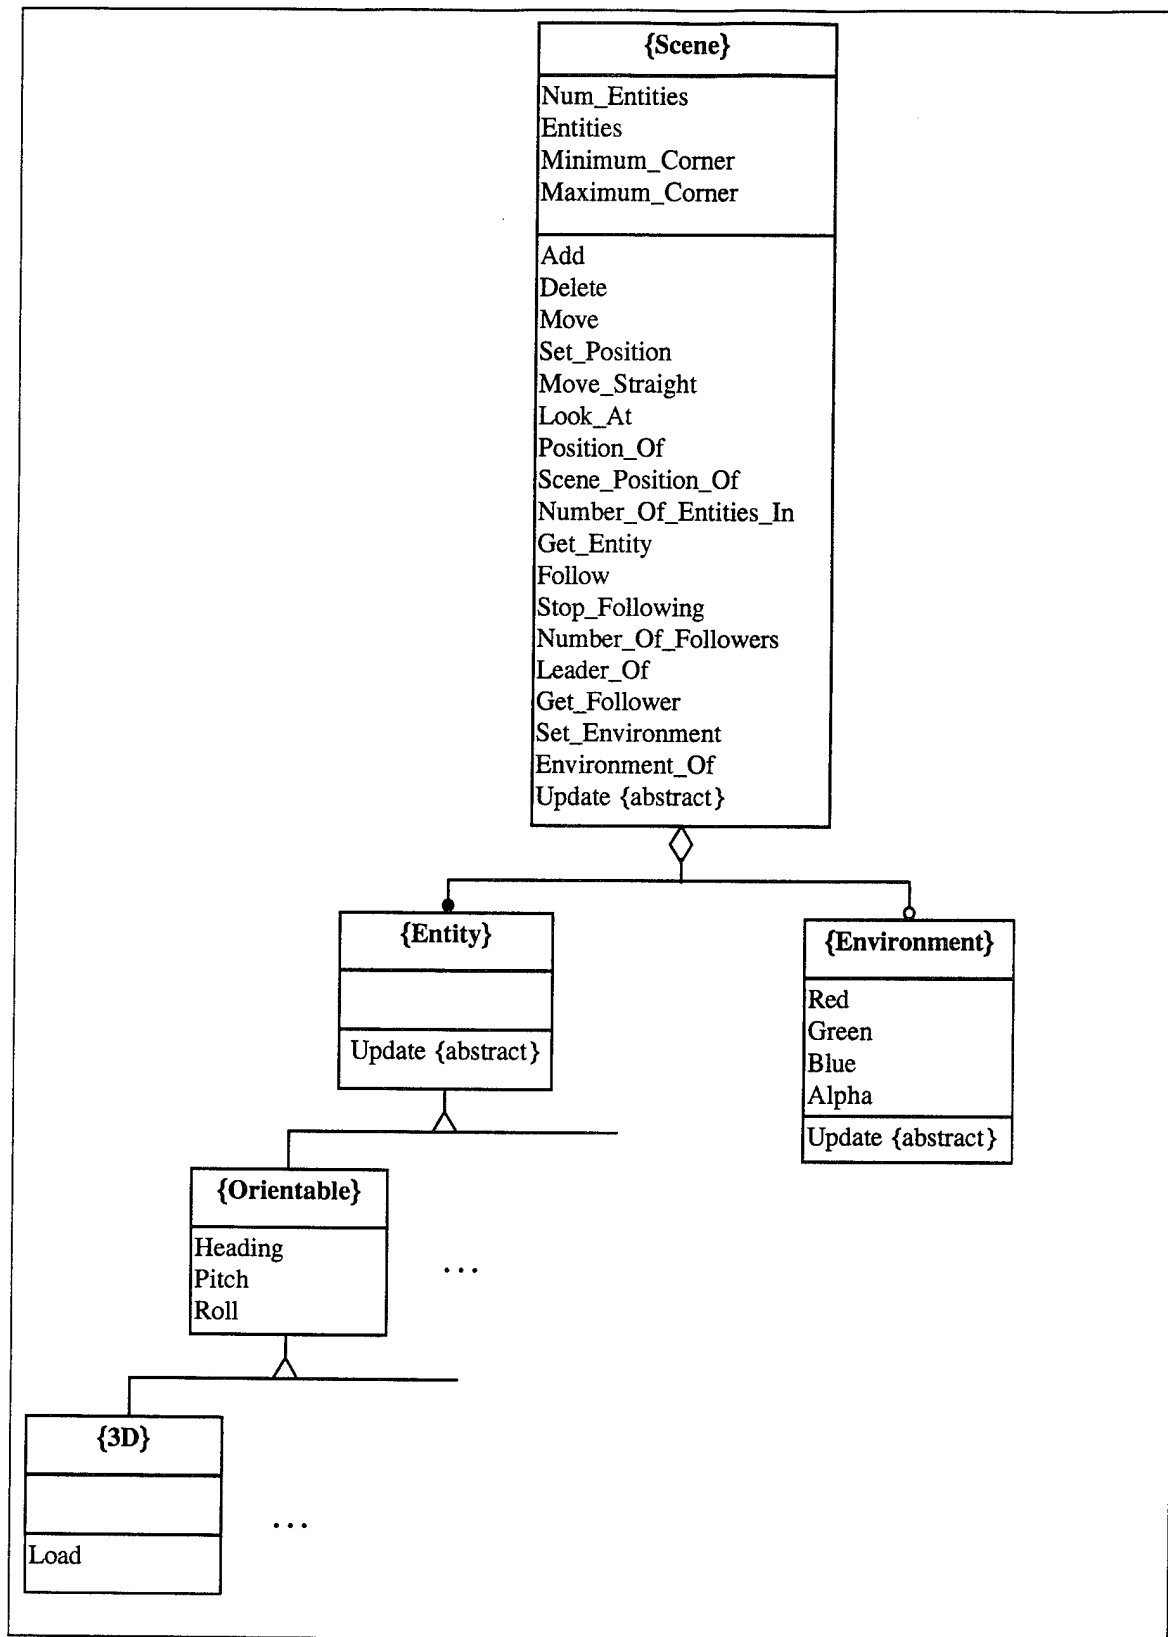 {Scene}
Num_Entities
Entities
Minimum_Corner
Maximum_Corner
Add
Delete
Move
Set_Position
Move_Straight
Look_At
Position_Of
Scene_Position_Of
Number_Of_Entities_In
Get_Entity
Follow
Stop_Following
Number_Of_Followers
Leader_Of
Get_Follower
Set_Environment
Environment_Of
Update {abstract}
{Entity}
Update {abstract}
{Environment}
Red
Green
Blue
Alpha
Update {abstract}
{Orientable}
Heading
Pitch
Roll
...
{3D}
Load
...